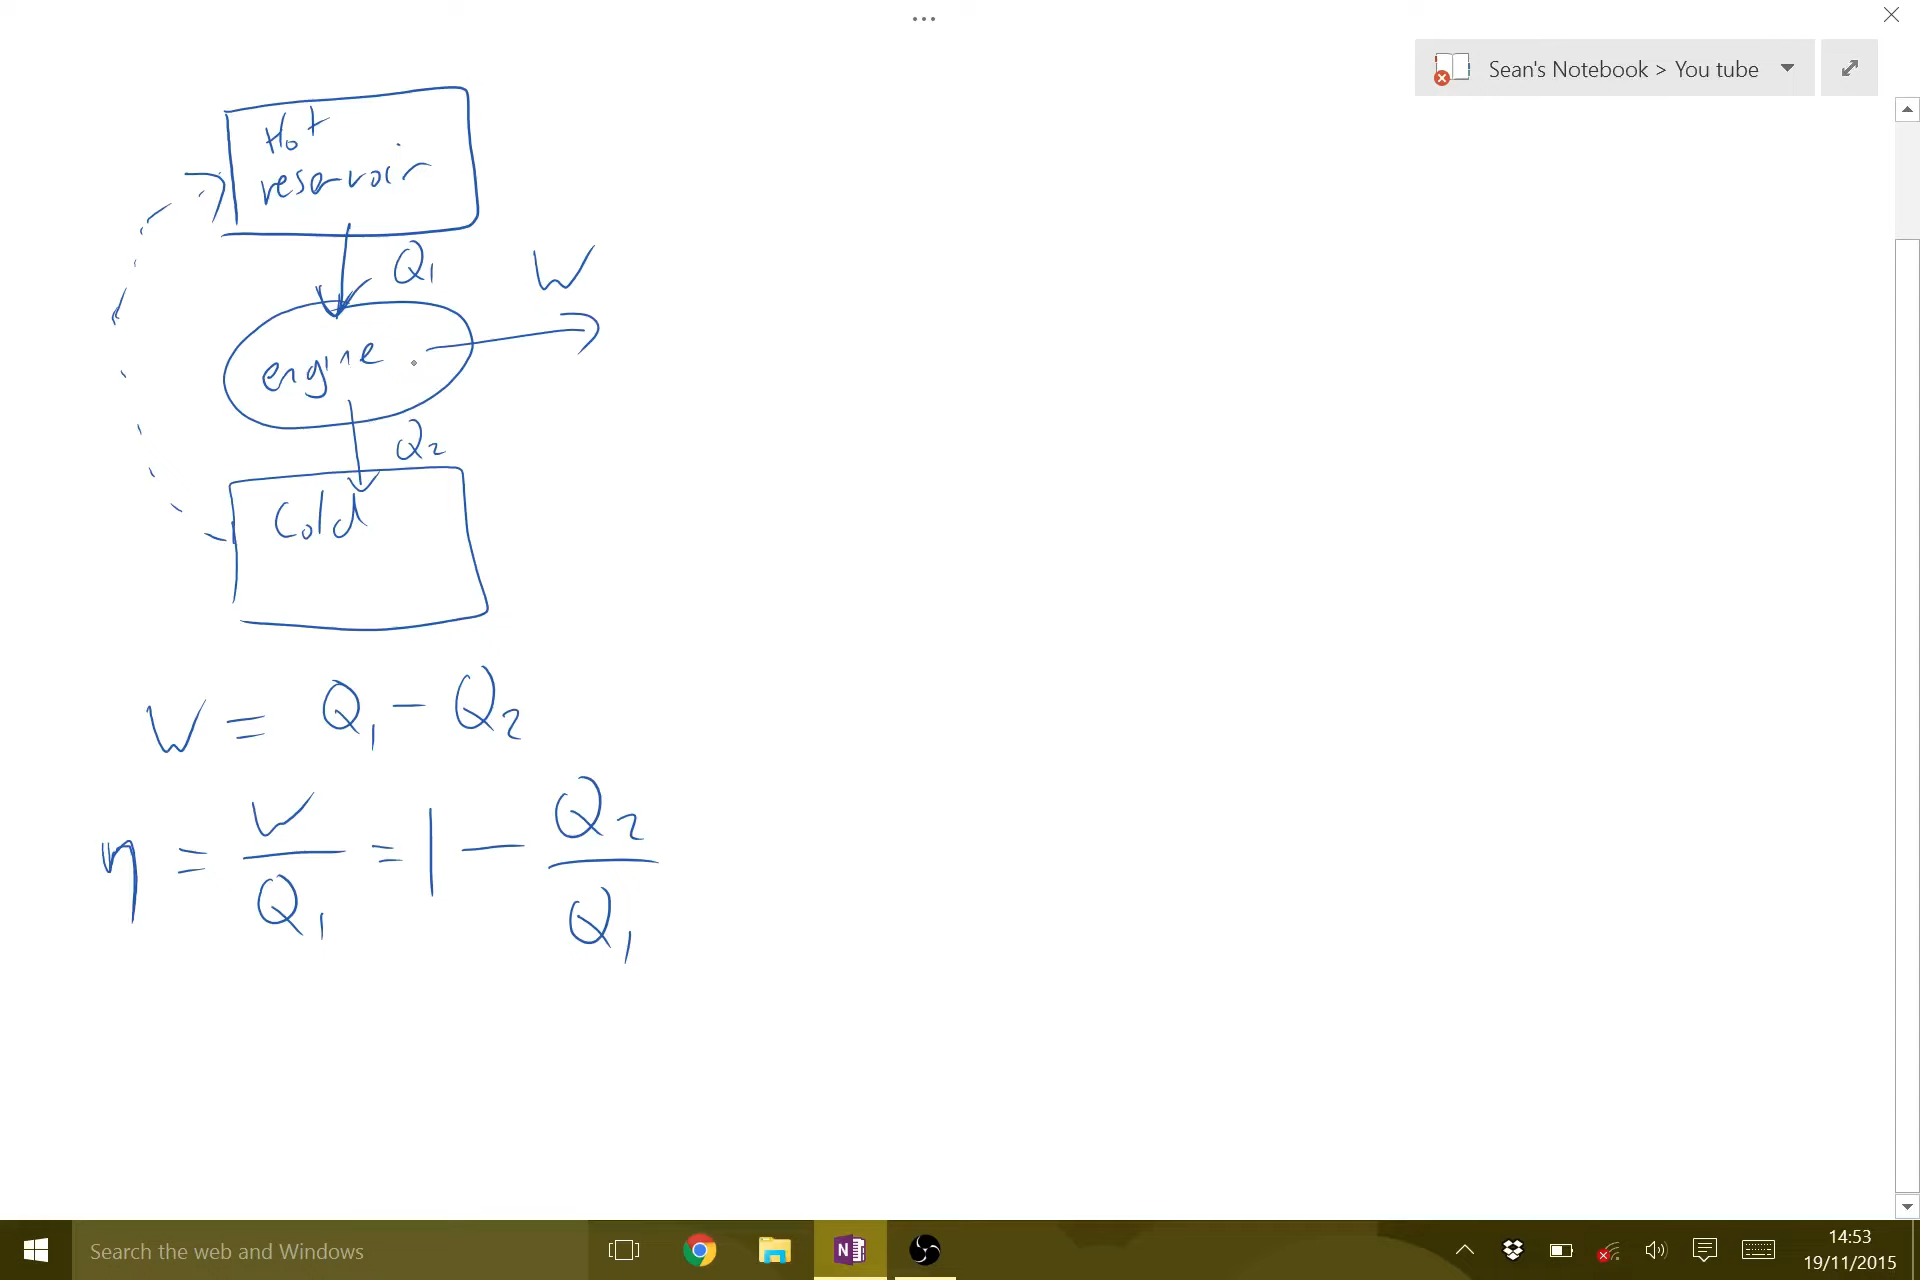 ...
Sean's Notebook > You tube
Hot
reservoir
Q₁
W
engine
Q₂
Cold
W = Q₁ - Q₂
η = W/Q₁ = 1 - Q₂/Q₁
Search the web and Windows
N
14:53
19/11/2015